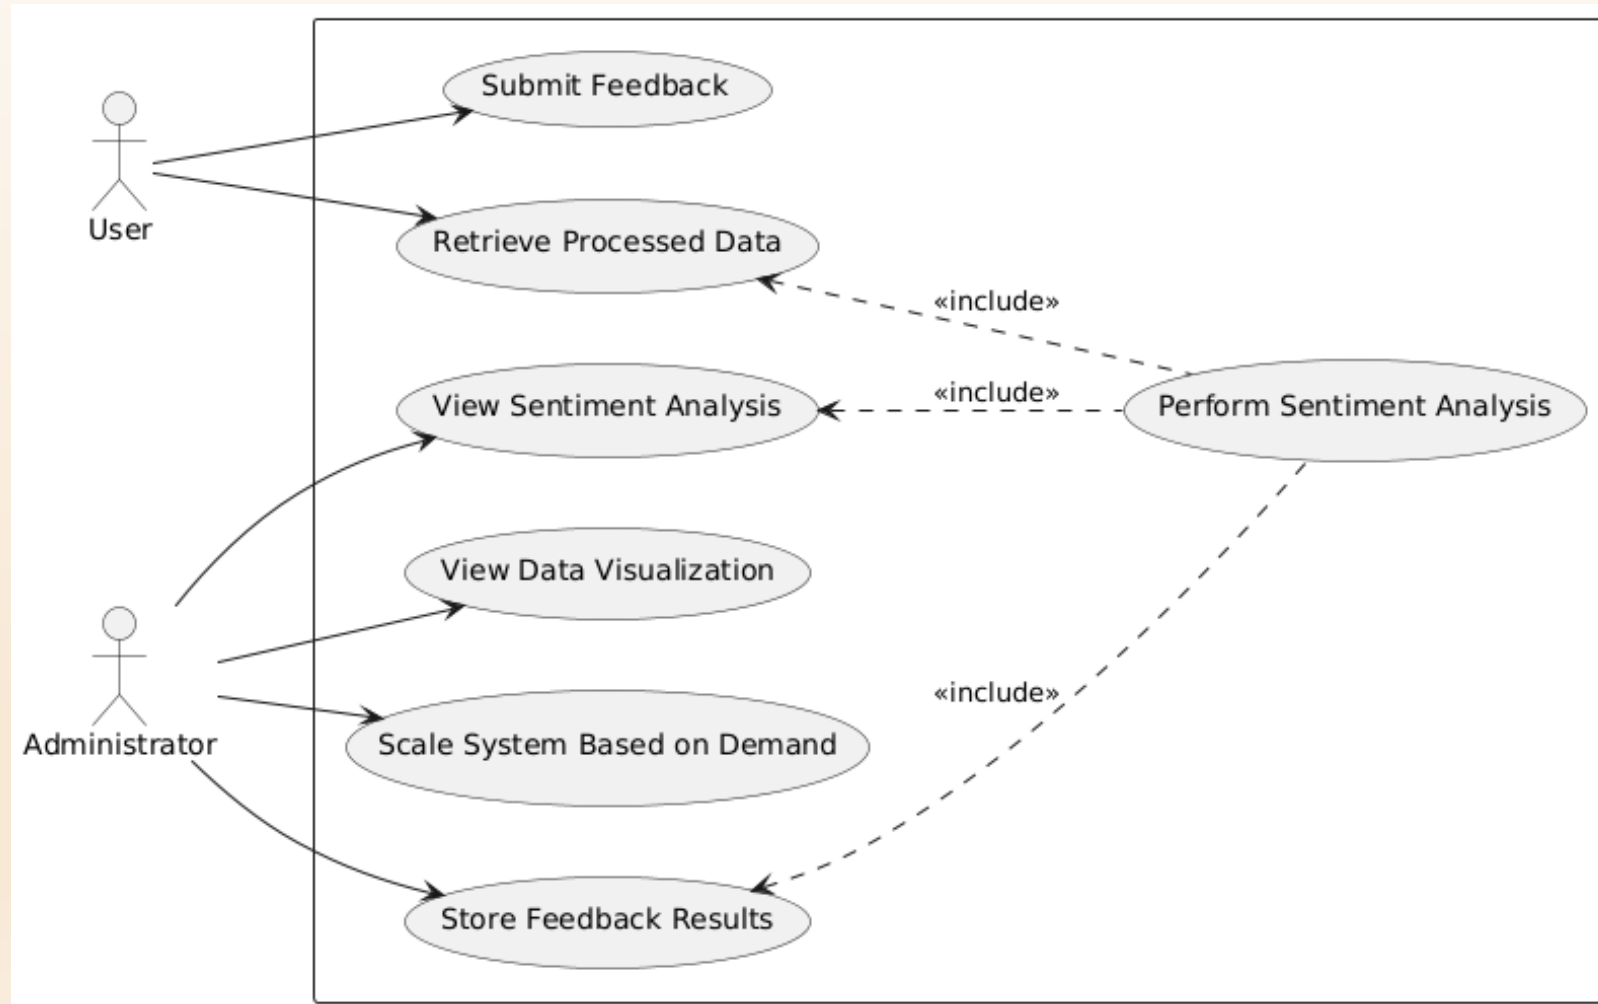 Submit Feedback
User
Retrieve Processed Data
«include»
View Sentiment Analysis
«include»
Perform Sentiment Analysis
View Data Visualization
«include»
Administrator
Scale System Based on Demand
Store Feedback Results